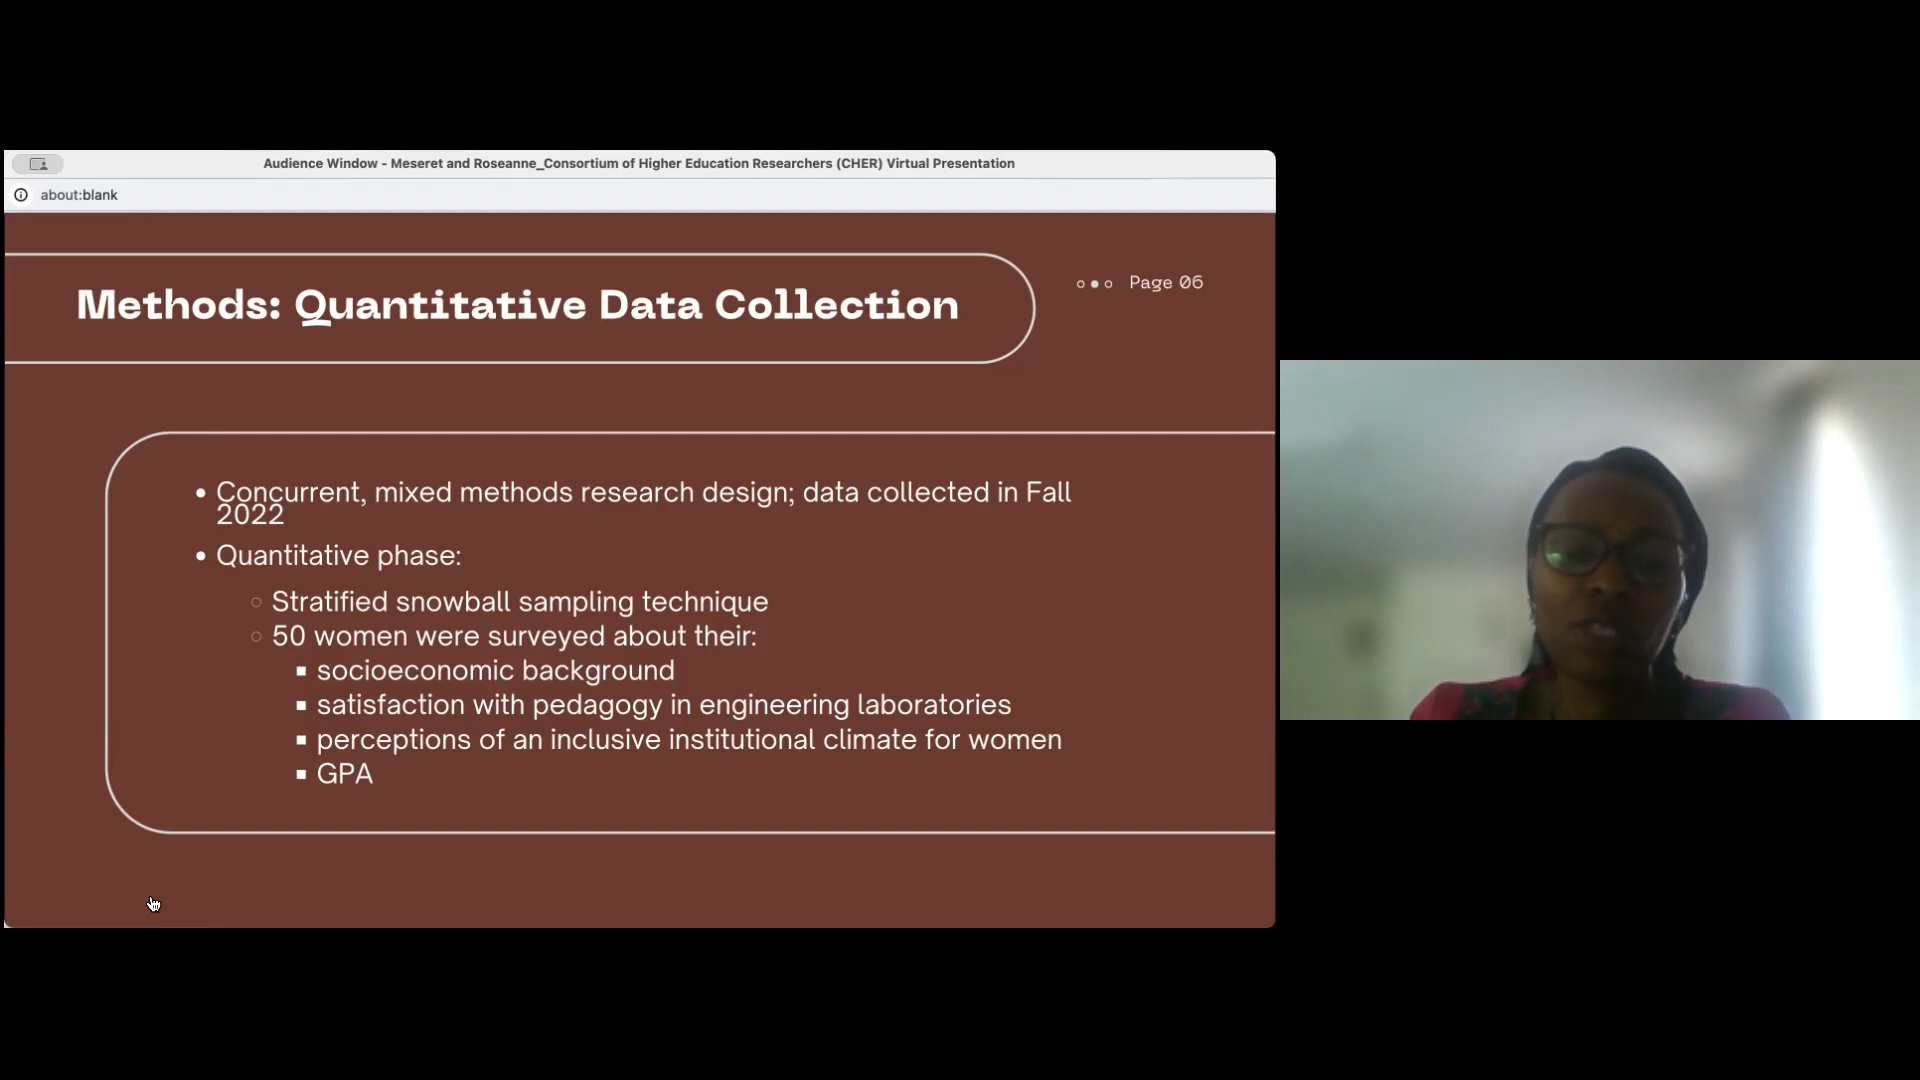 Audience Window - Meseret and Roseanne_Consortium of Higher Education Researchers (CHER) Virtual Presentation
about:blank
Methods: Quantitative Data Collection
Page 06
• Concurrent, mixed methods research design; data collected in Fall
2022
• Quantitative phase:
○ Stratified snowball sampling technique
○ 50 women were surveyed about their:
▪ socioeconomic background
▪ satisfaction with pedagogy in engineering laboratories
▪ perceptions of an inclusive institutional climate for women
▪ GPA